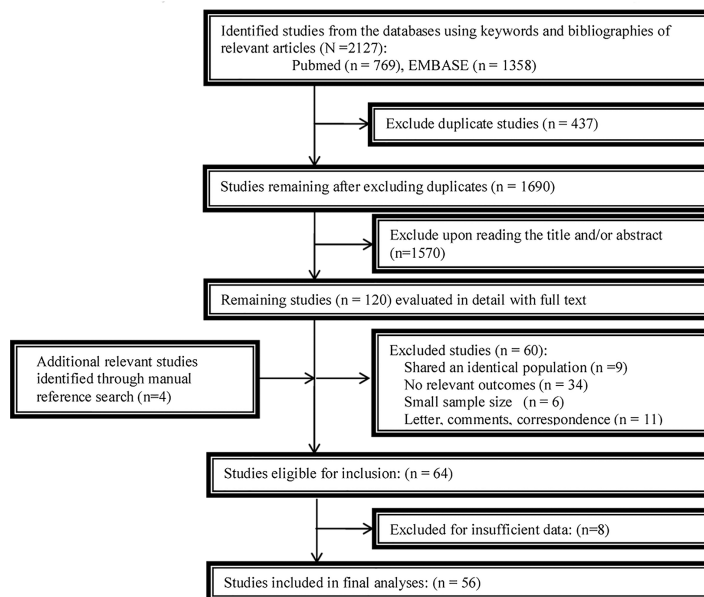 Identified studies from the databases using keywords and bibliographies of
relevant articles (N =2127):
Pubmed (n = 769), EMBASE (n = 1358)
Exclude duplicate studies (n = 437)
Studies remaining after excluding duplicates (n = 1690)
Exclude upon reading the title and/or abstract
(n=1570)
Remaining studies (n = 120) evaluated in detail with full text
Additional relevant studies
identified through manual
reference search (n=4)
Excluded studies (n = 60):
Shared an identical population (n =9)
No relevant outcomes (n = 34)
Small sample size (n = 6)
Letter, comments, correspondence (n = 11)
Studies eligible for inclusion: (n = 64)
Excluded for insufficient data: (n=8)
Studies included in final analyses: (n = 56)